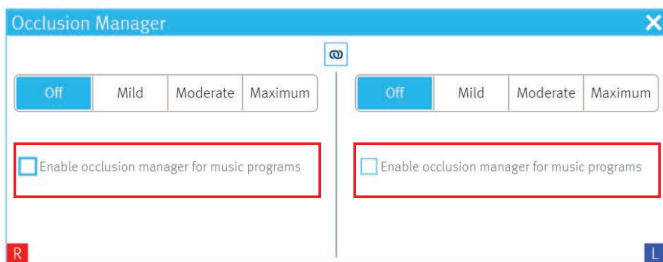 Occlusion Manager
Off Mild Moderate Maximum Off Mild Moderate Maximum
Enable occlusion manager for music programs Enable occlusion manager for music programs
R L